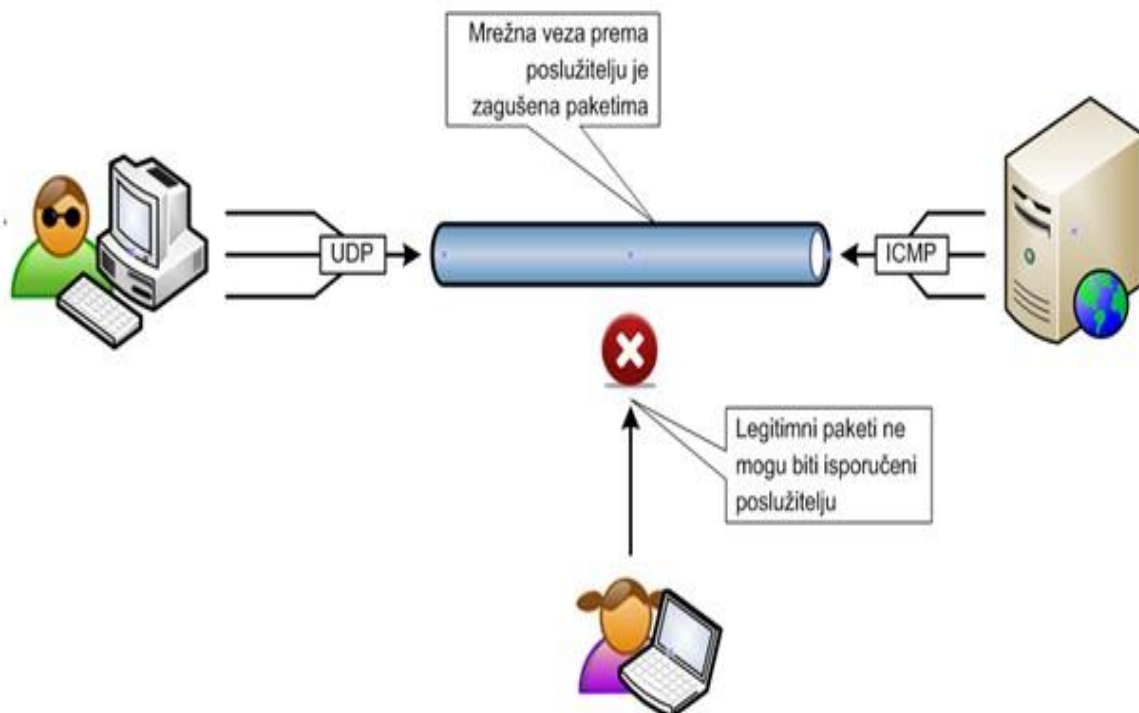 Mrežna veza prema
poslužitelju je
zagušena paketima
UDP
ICMP
Legitimni paketi ne
mogu biti isporučeni
poslužitelju